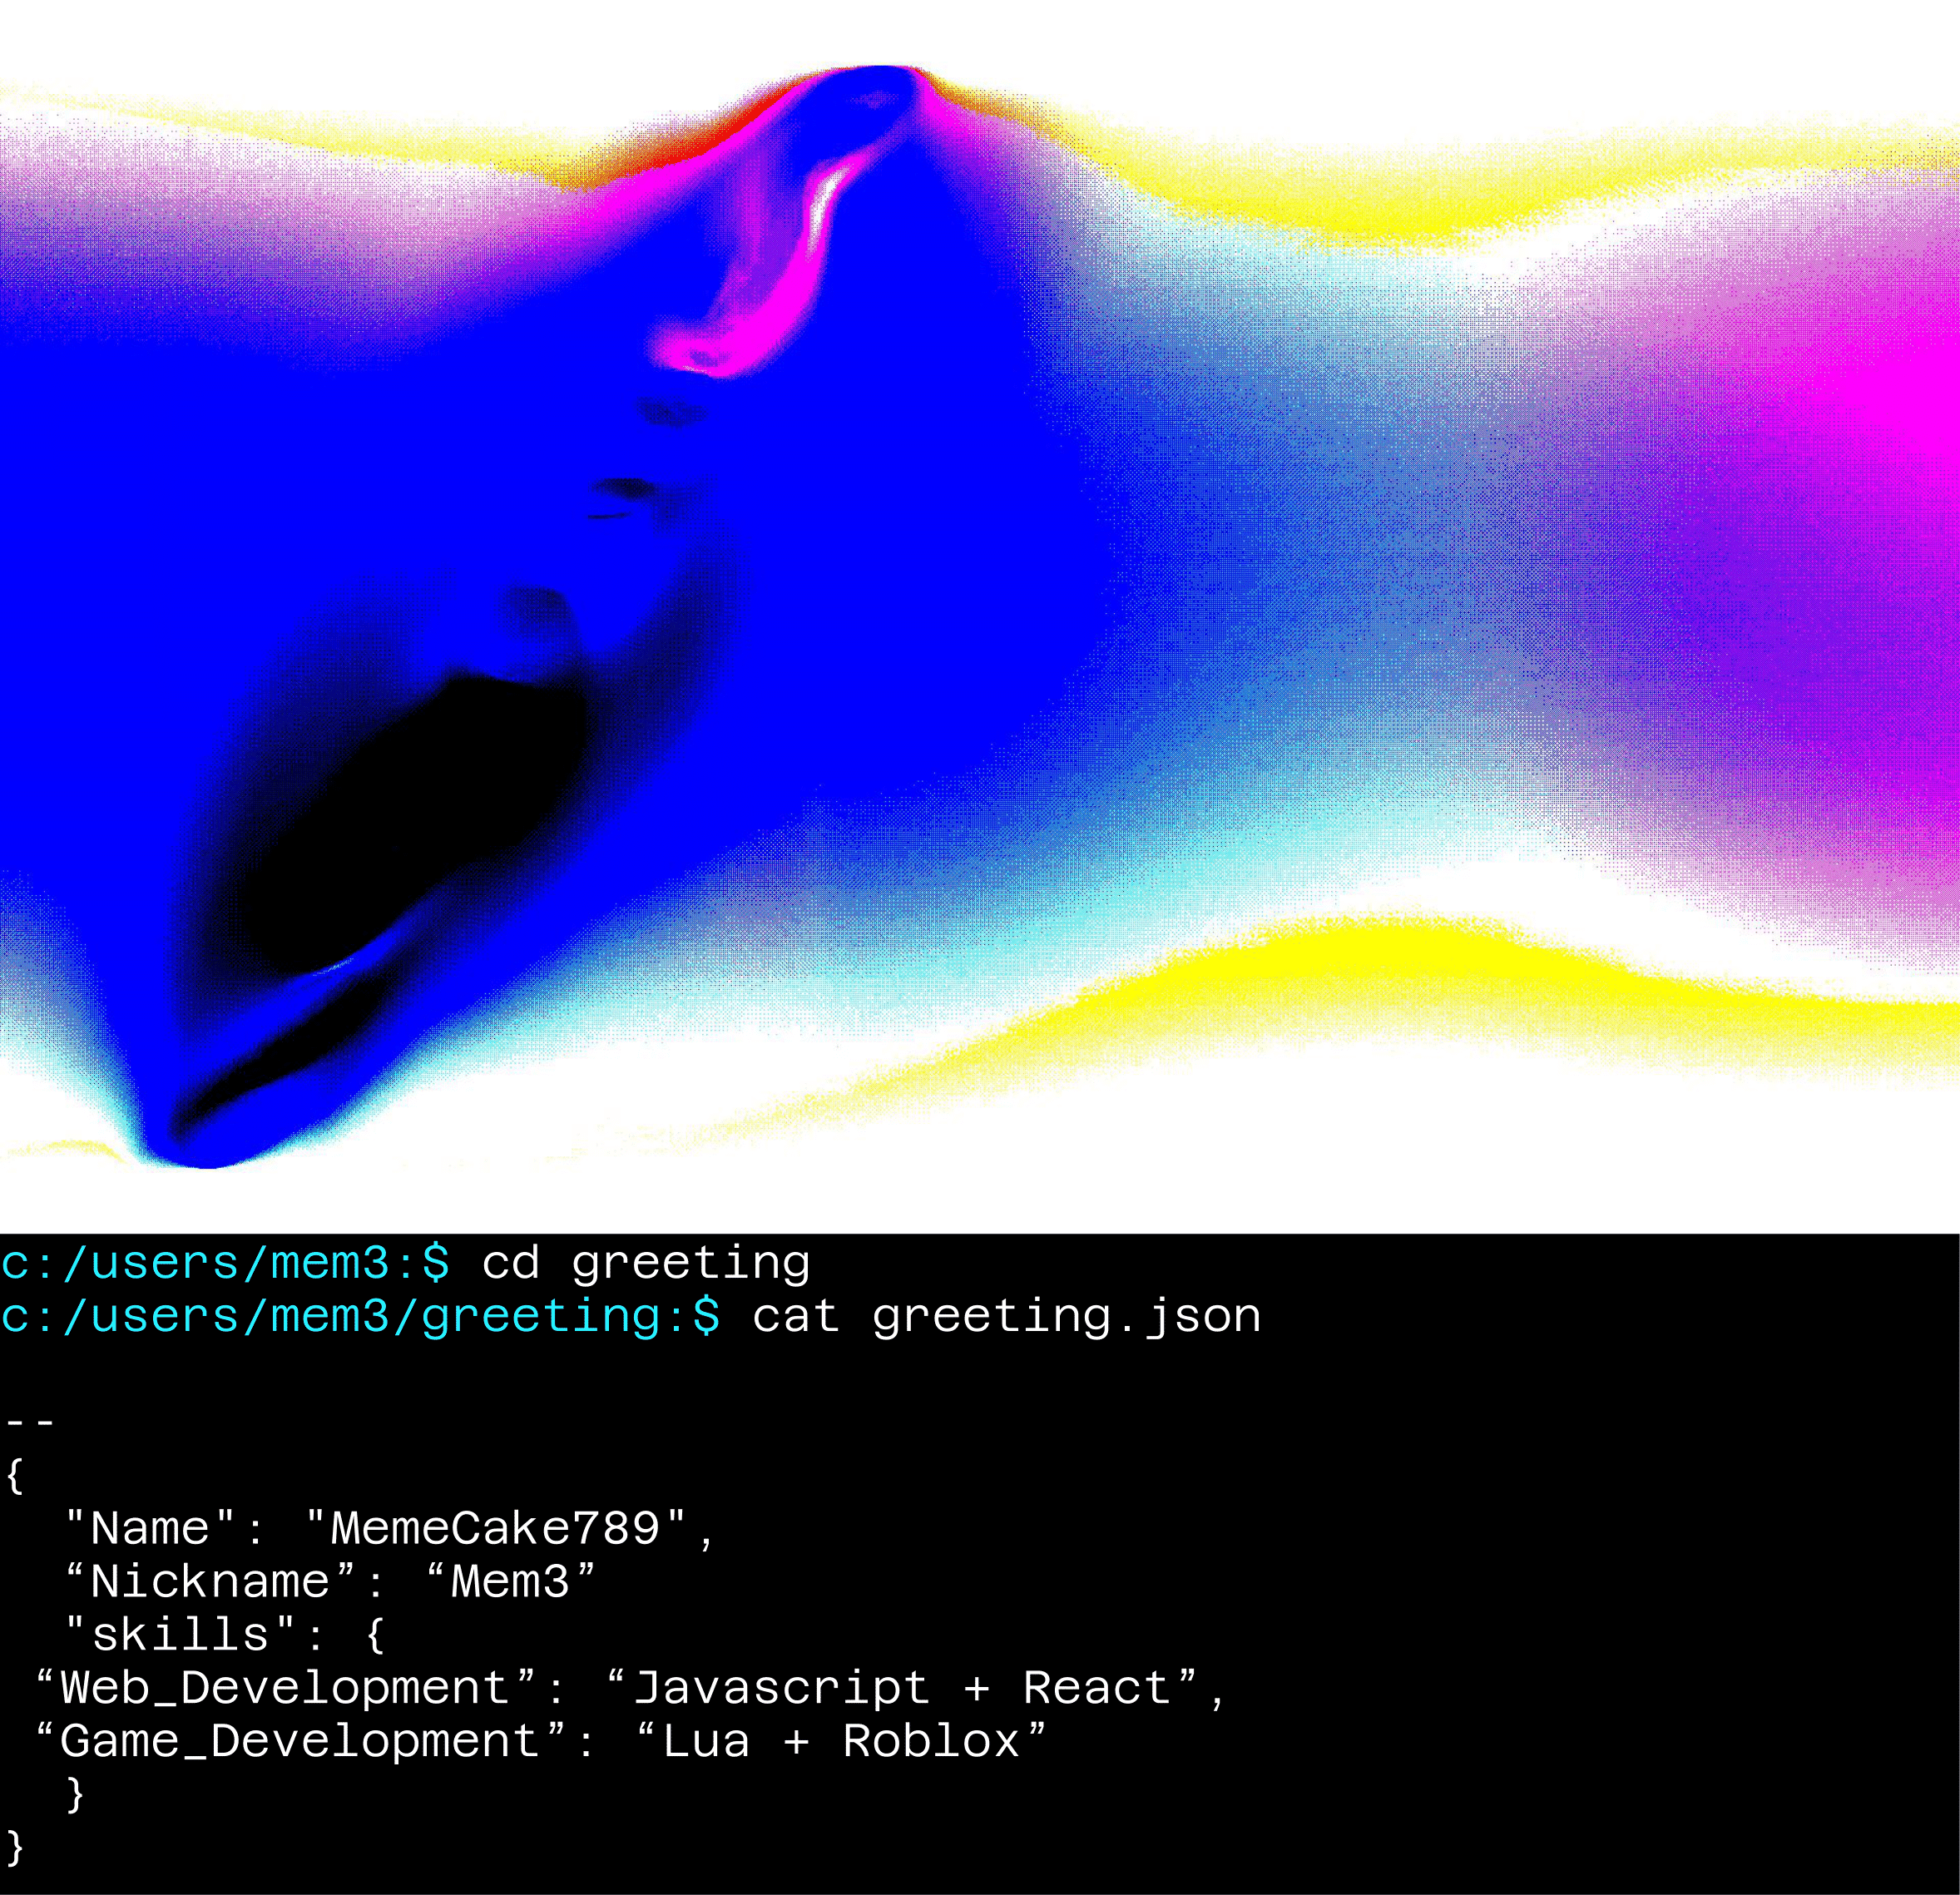 c:/users/mem3:$ cd greeting
c:/users/mem3/greeting:$ cat greeting.json
--
{
"Name": "MemeCake789",
“Nickname”: “Mem3”
"skills": {
“Web_Development”: “Javascript + React”,
“Game_Development”: “Lua + Roblox”
}
}